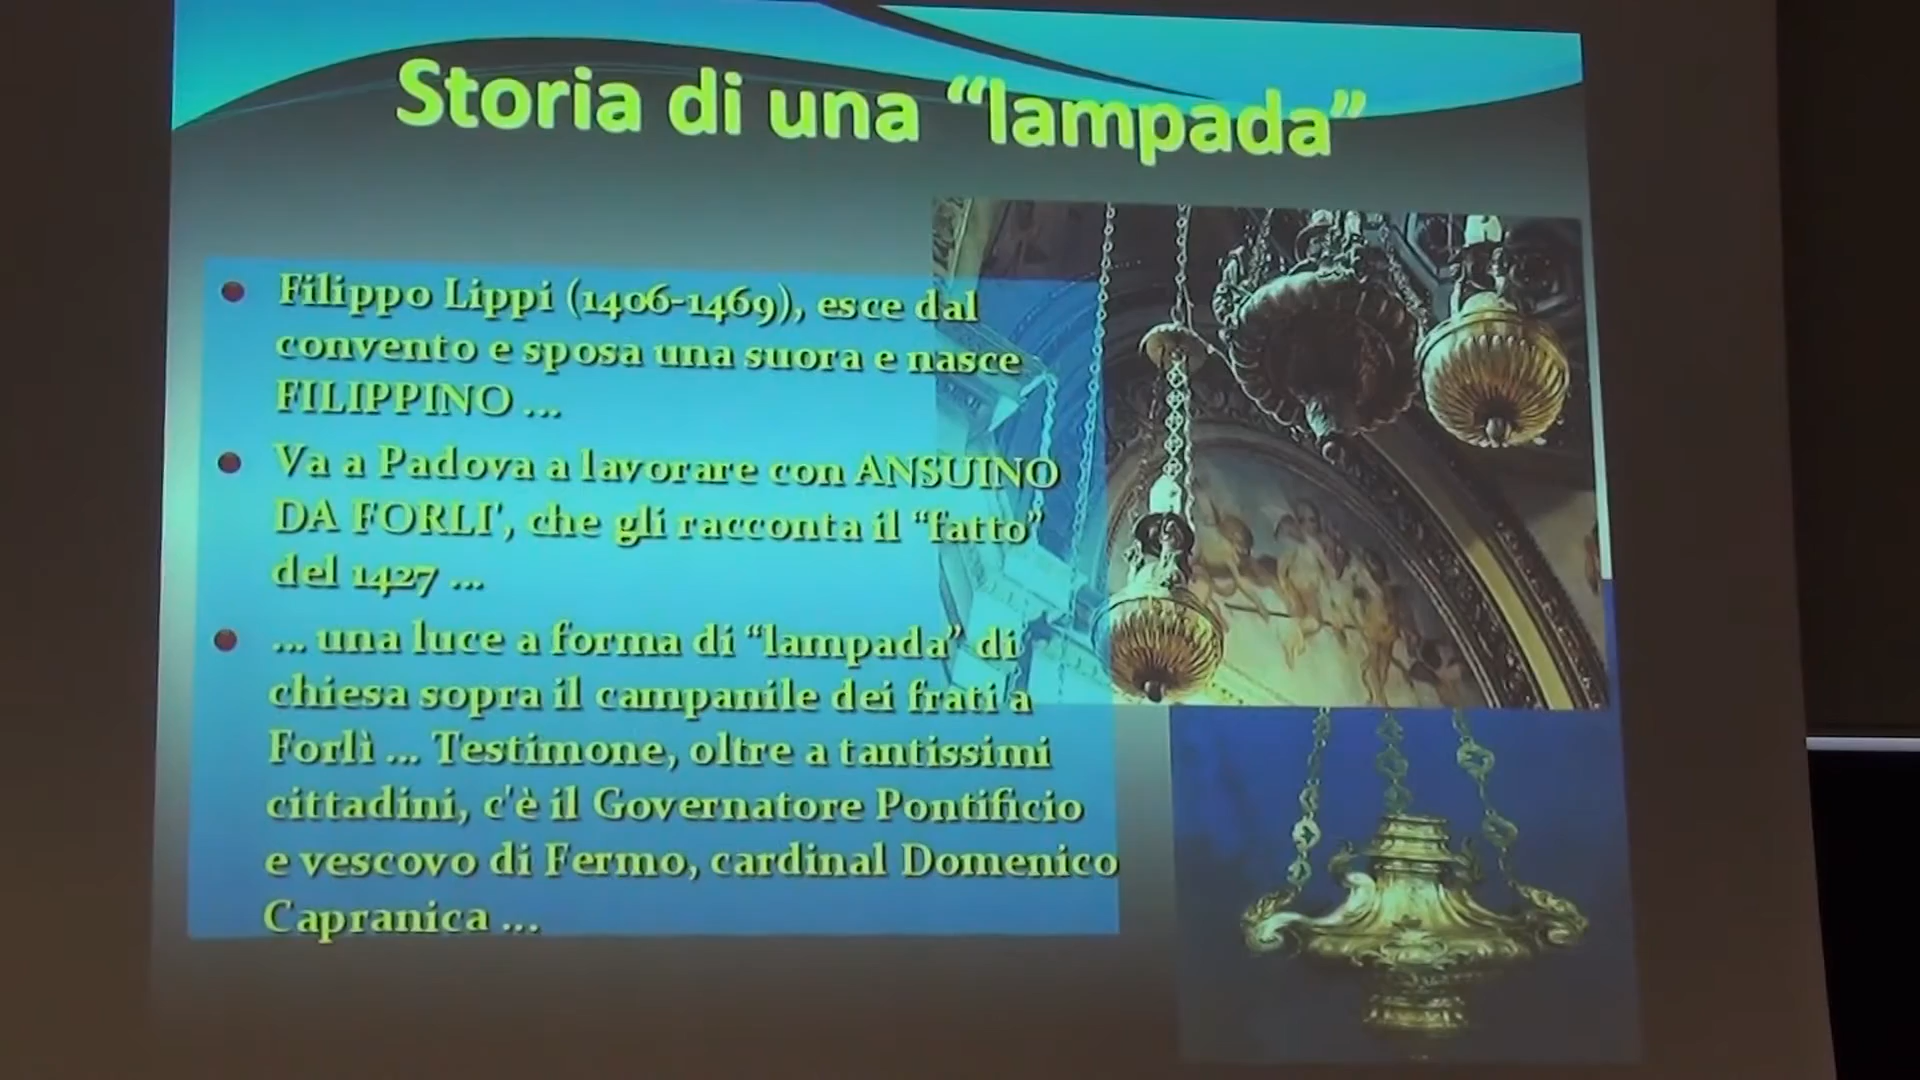 Storia di una “lampada”
Filippo Lippi (1406-1469), esce dal
convento e sposa una suora e nasce
FILIPPINO ...
Va a Padova a lavorare con ANSUINO
DA FORLI', che gli racconta il “fatto”
del 1427 ...
... una luce a forma di “lampada” di
chiesa sopra il campanile dei frati a
Forlì ... Testimone, oltre a tantissimi
cittadini, c'è il Governatore Pontificio
e vescovo di Fermo, cardinal Domenico
Capranica ...